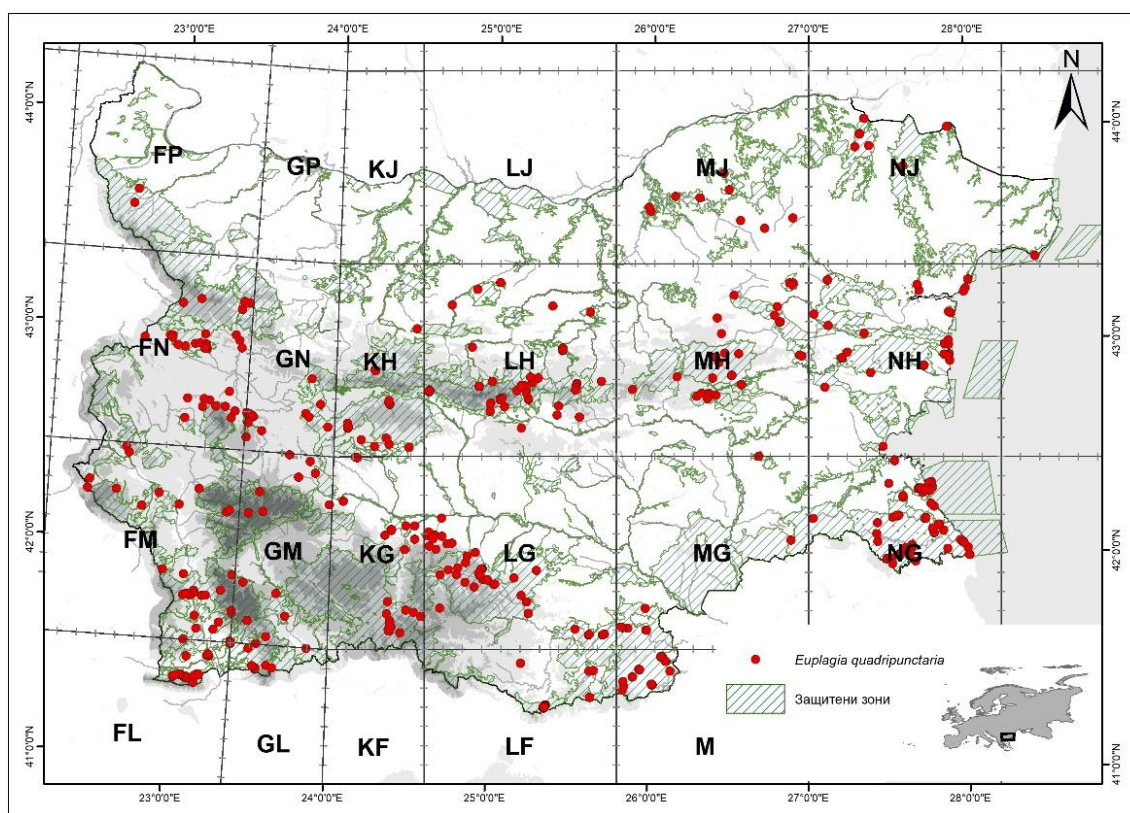 23°0'0"E 24°0'0"E 25°0'0"E 26°0'0"E 27°0'0"E 28°0'0"E
N
44°0'0"N 44°0'0"N
FP GP KJ LJ MJ NJ
43°0'0"N 43°0'0"N
FN GN KH LH MH NH
42°0'0"N 42°0'0"N
FM GM KG LG MG NG
Euplagia quadripunctaria
Защитени зони
FL GL KF LF M
41°0'0"N 41°0'0"N
23°0'0"E 24°0'0"E 25°0'0"E 26°0'0"E 27°0'0"E 28°0'0"E